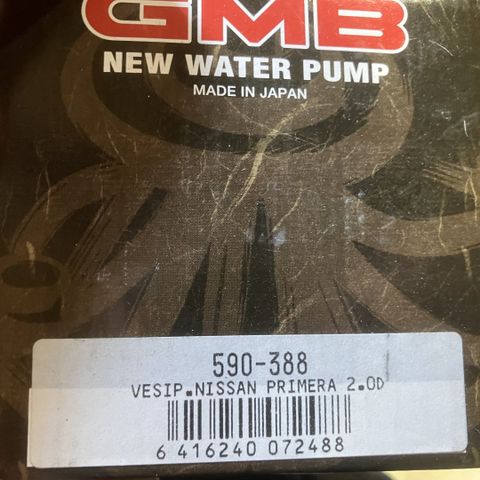 GMB
NEW WATER PUMP
MADE IN JAPAN
590-388
VESIP.NISSAN PRIMERA 2.0D
6 416240 072488